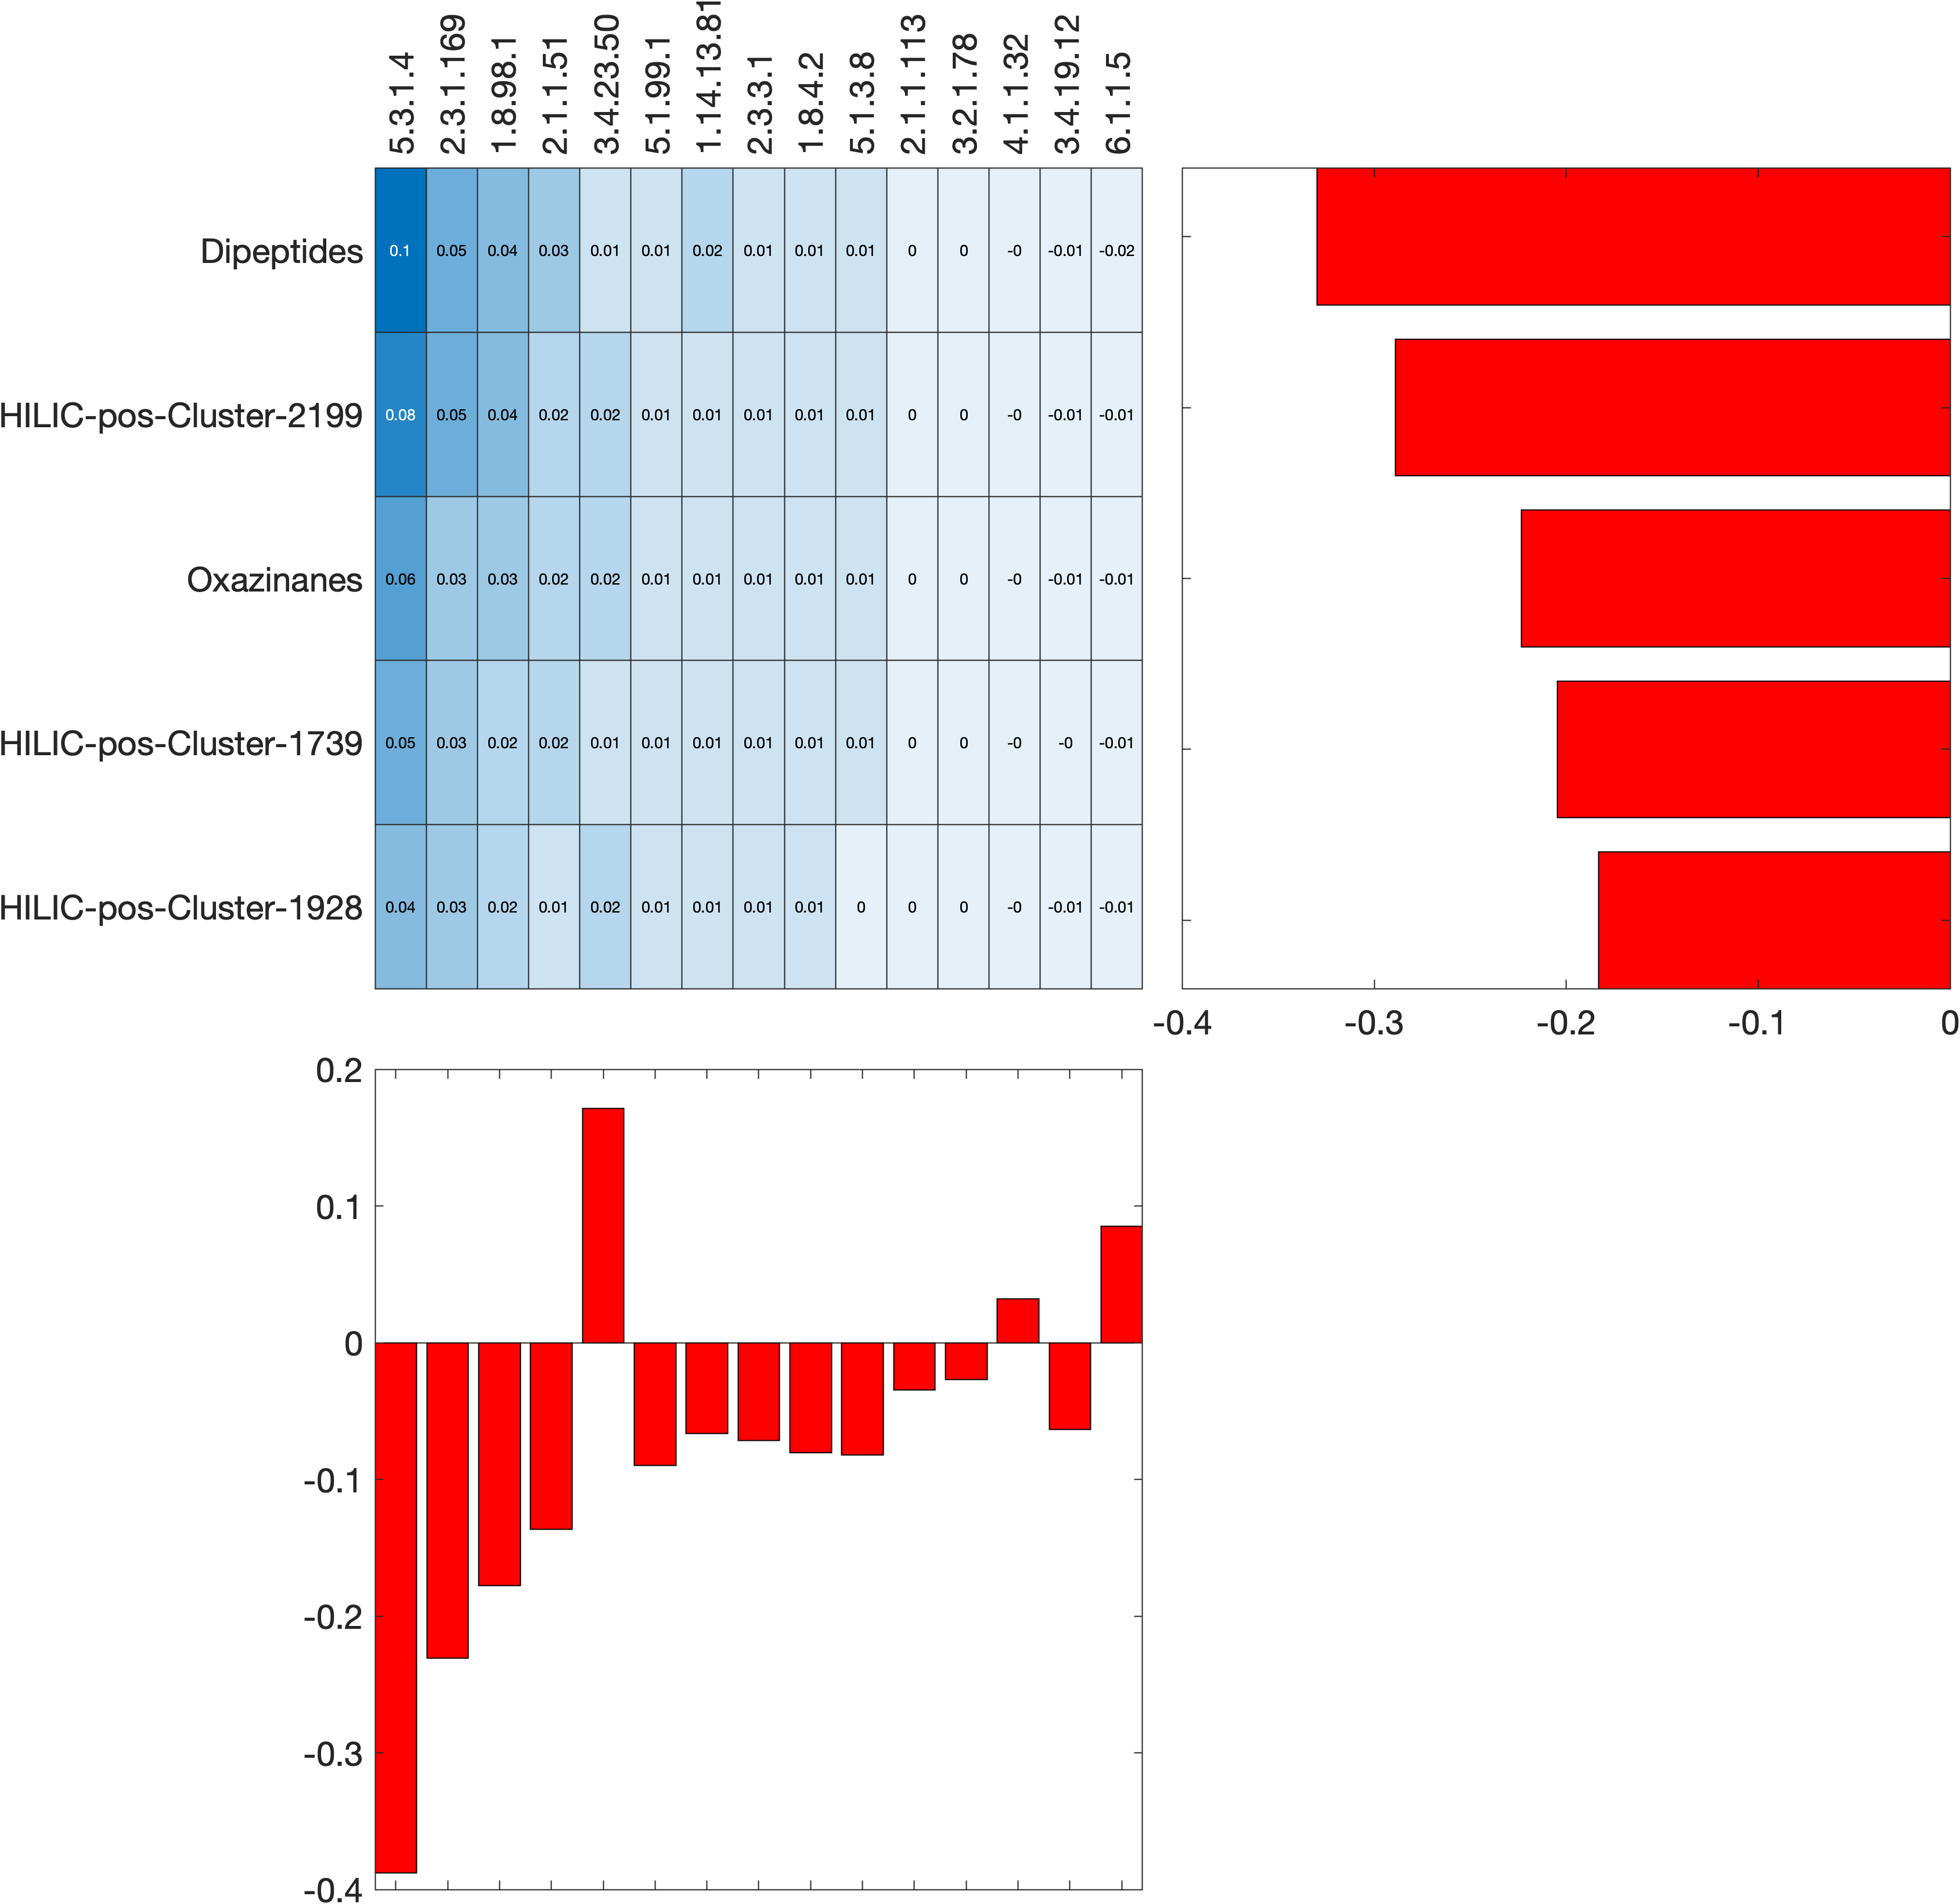 5.3.1.4 2.3.1.169 1.8.98.1 2.1.1.51 3.4.23.50 5.1.99.1 1.14.13.81 2.3.3.1 1.8.4.2 5.1.3.8 2.1.1.113 3.2.1.78 4.1.1.32 3.4.19.12 6.1.1.5
Dipeptides 0.1 0.05 0.04 0.03 0.01 0.01 0.02 0.01 0.01 0.01 0 0 -0 -0.01 -0.02
HILIC-pos-Cluster-2199 0.08 0.05 0.04 0.02 0.02 0.01 0.01 0.01 0.01 0.01 0 0 -0 -0.01 -0.01
Oxazinanes 0.06 0.03 0.03 0.02 0.02 0.01 0.01 0.01 0.01 0.01 0 0 -0 -0.01 -0.01
HILIC-pos-Cluster-1739 0.05 0.03 0.02 0.02 0.01 0.01 0.01 0.01 0.01 0.01 0 0 -0 -0 -0.01
HILIC-pos-Cluster-1928 0.04 0.03 0.02 0.01 0.02 0.01 0.01 0.01 0.01 0 0 0 -0 -0.01 -0.01
-0.4 -0.3 -0.2 -0.1 0
0.2
0.1
0
-0.1
-0.2
-0.3
-0.4